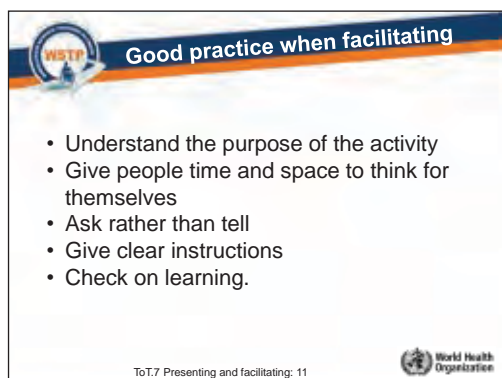 WSTP
Good practice when facilitating
• Understand the purpose of the activity
• Give people time and space to think for
themselves
• Ask rather than tell
• Give clear instructions
• Check on learning.
ToT.7 Presenting and facilitating: 11
World Health
Organization